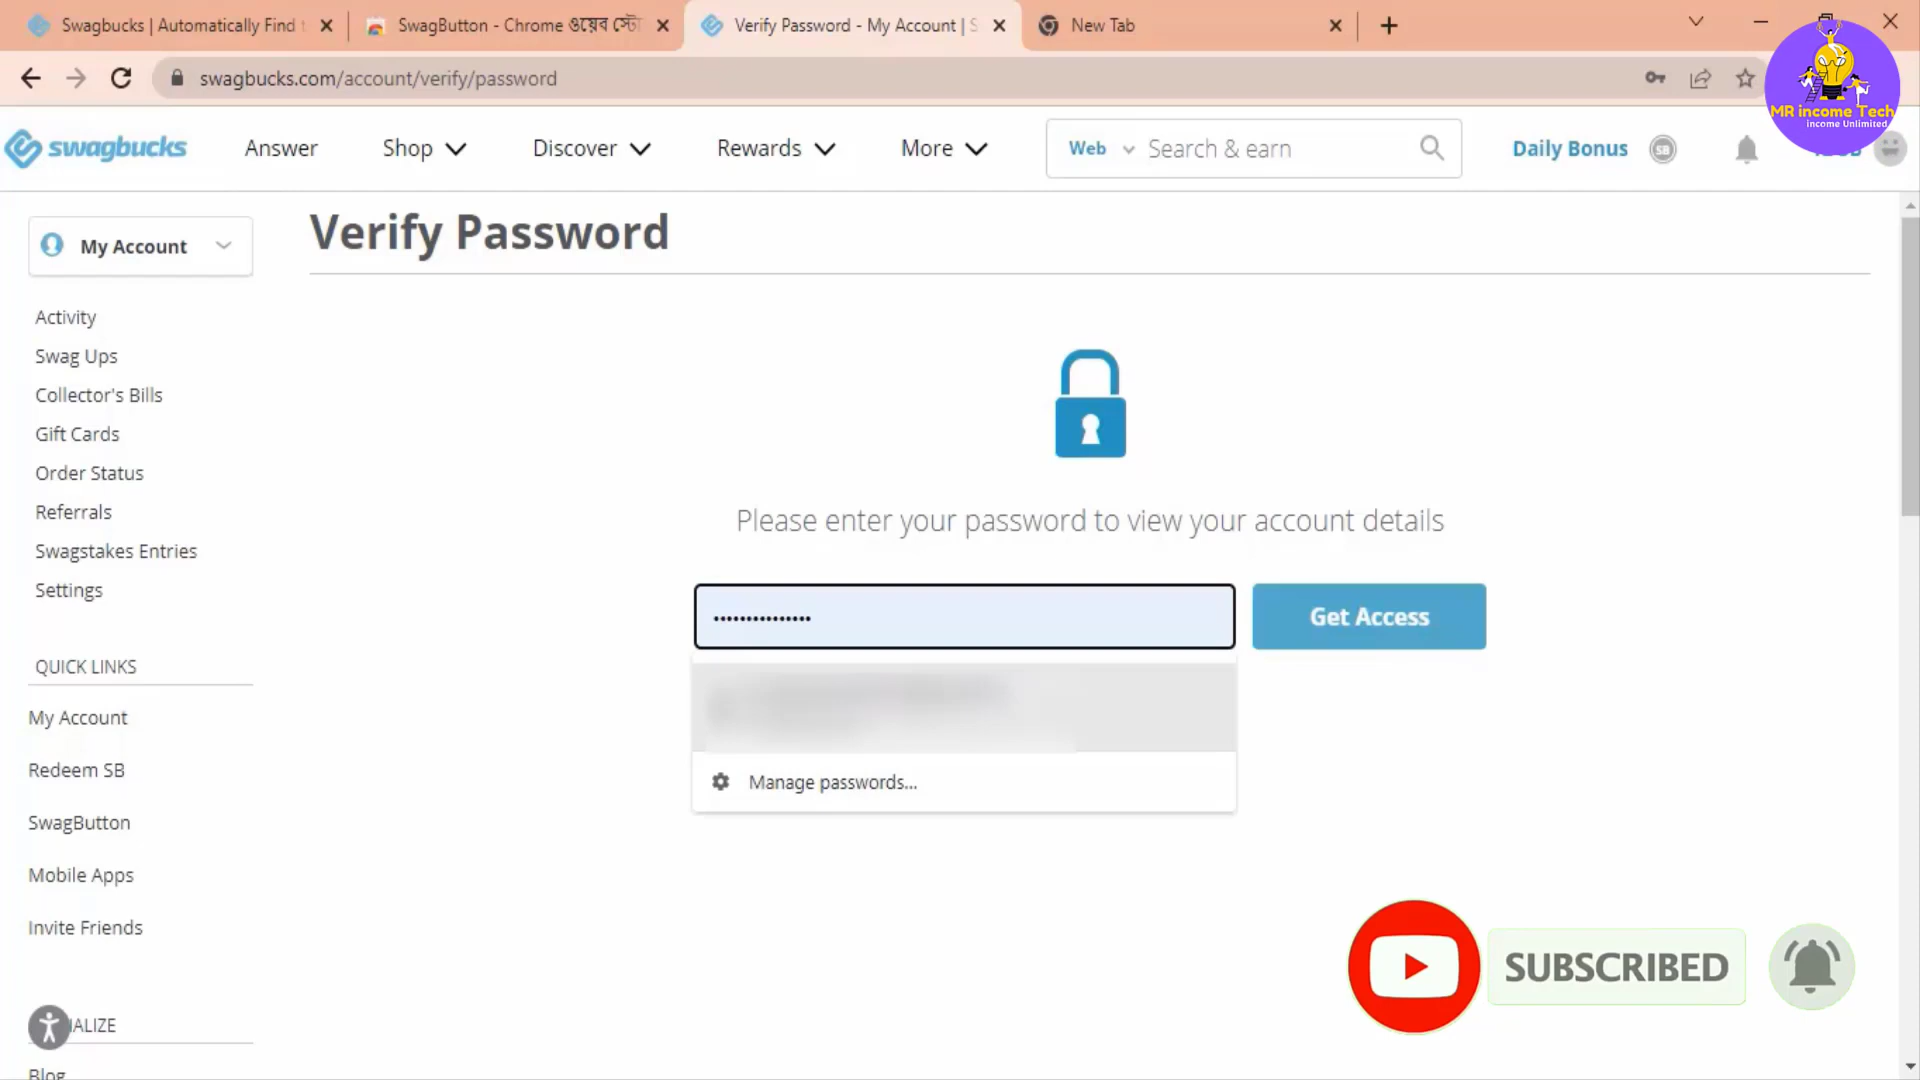 Swagbucks | Automatically Find
SwagButton - Chrome ওয়েব স্টো
Verify Password - My Account | S
New Tab
swagbucks.com/account/verify/password
MR income Tech
income Unlimited
swagbucks
Answer
Shop
Discover
Rewards
More
Web
Search & earn
Daily Bonus
SB
My Account
Verify Password
Activity
Swag Ups
Collector's Bills
Gift Cards
Order Status
Referrals
Swagstakes Entries
Settings
Please enter your password to view your account details
••••••••••••••
Get Access
Manage passwords...
QUICK LINKS
My Account
Redeem SB
SwagButton
Mobile Apps
Invite Friends
IALIZE
Blog
SUBSCRIBED